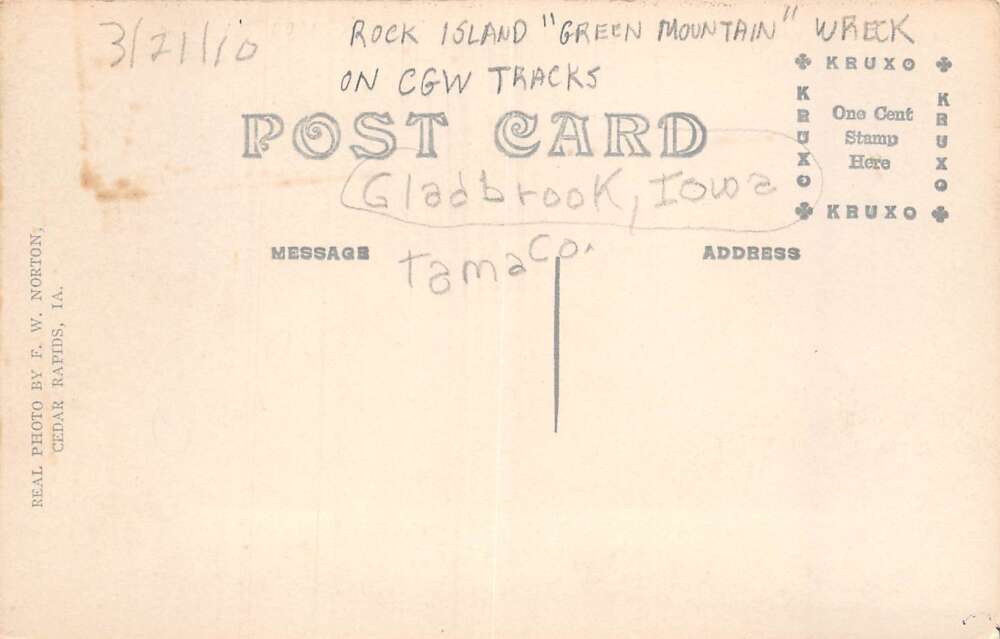 3/21/10
ROCK ISLAND "GREEN MOUNTAIN" WRECK
ON CGW TRACKS
POST CARD
KRUXO
KRUXO
One Cent
Stamp
Here
KRUXO
KRUXO
Gladbrook, Iowa
Tama Co.
MESSAGE
ADDRESS
REAL PHOTO BY F. W. NORTON,
CEDAR RAPIDS, IA.